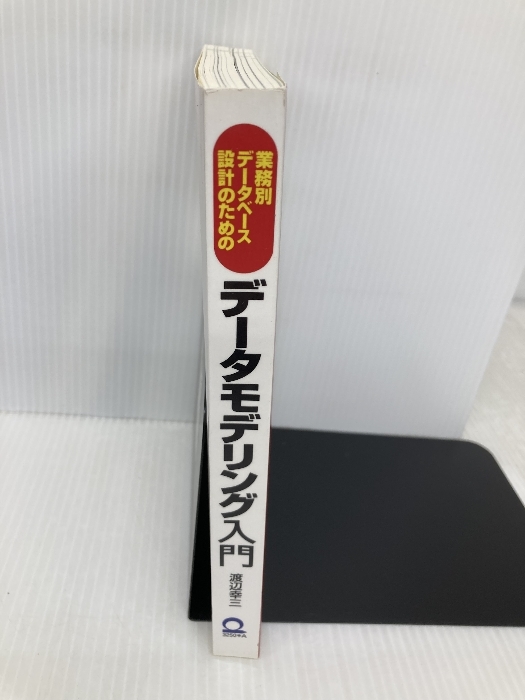 業務別
データベース
設計のための
データモデリング入門
渡辺幸三